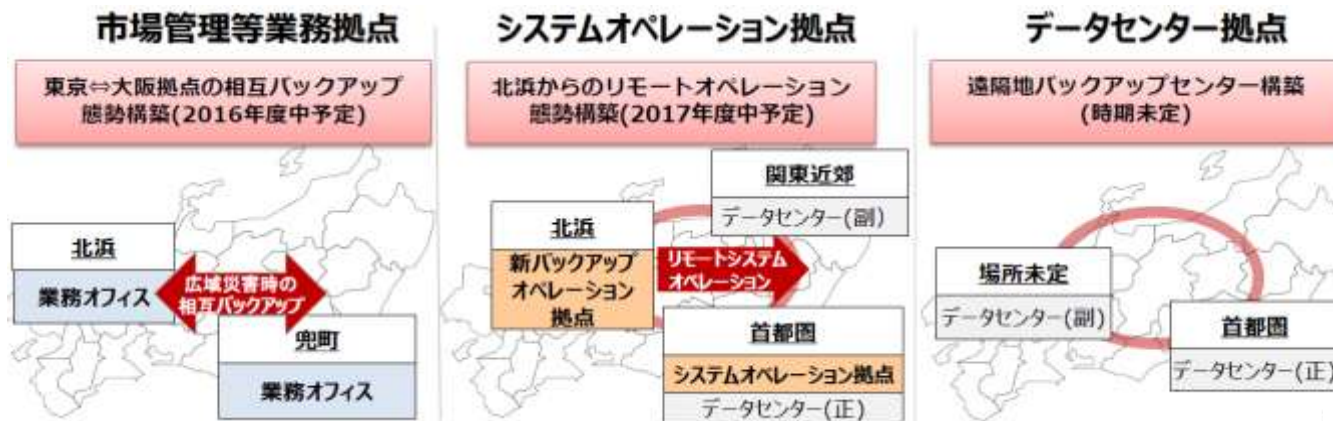 市場管理等業務拠点
東京⇔大阪拠点の相互バックアップ
態勢構築(2016年度中予定)
北浜
業務オフィス
広域災害時の
相互バックアップ
兜町
業務オフィス
システムオペレーション拠点
北浜からのリモートオペレーション
態勢構築(2017年度中予定)
関東近郊
データセンター(副)
北浜
新バックアップ
オペレーション
拠点
リモートシステム
オペレーション
首都圏
システムオペレーション拠点
データセンター(正)
データセンター拠点
遠隔地バックアップセンター構築
(時期未定)
場所未定
データセンター(副)
首都圏
データセンター(正)